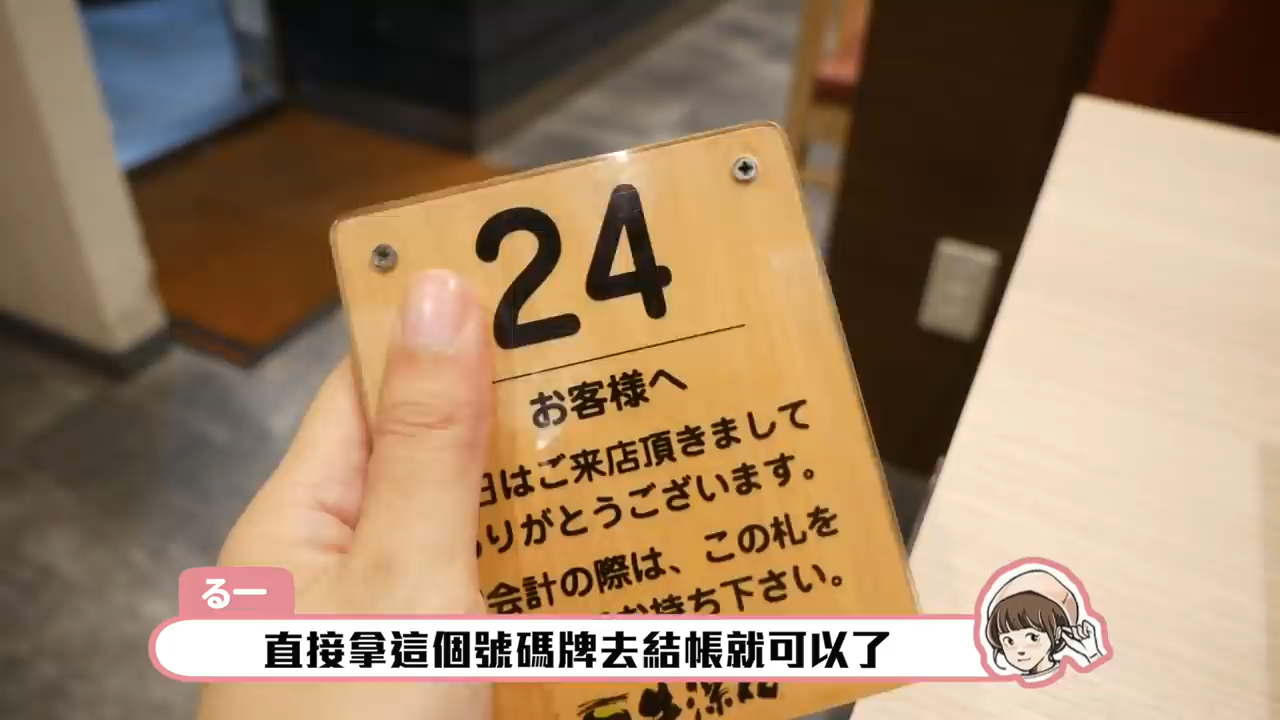 24
お客様へ
日はご来店頂きまして
りがとうございます。
会計の際は、この札を
お持ち下さい。
るー
直接拿這個號碼牌去結帳就可以了